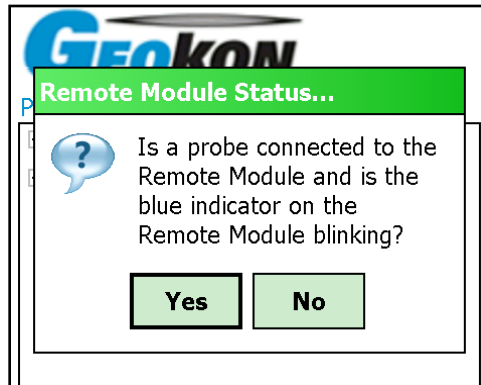 GEOKON
Remote Module Status...
P
?
Is a probe connected to the
Remote Module and is the
blue indicator on the
Remote Module blinking?
Yes
No